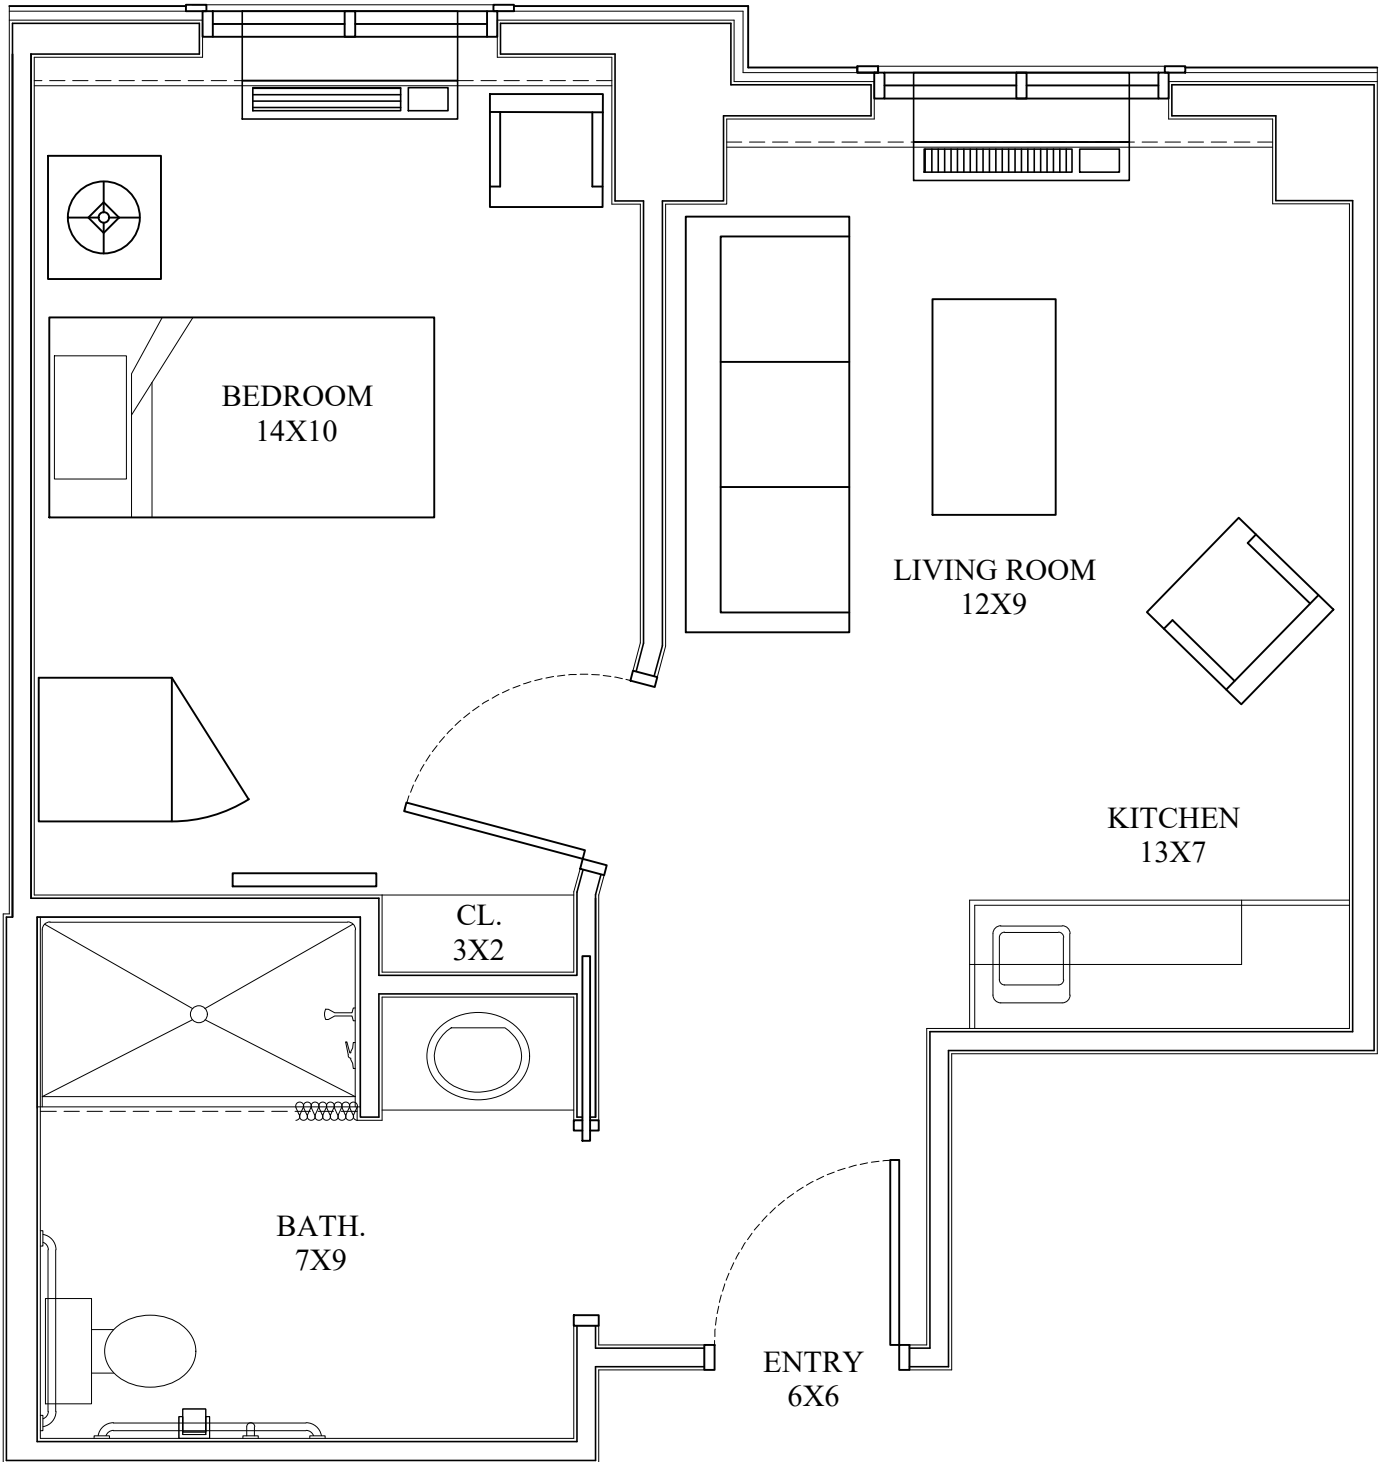 BEDROOM
14X10
LIVING ROOM
12X9
KITCHEN
13X7
CL.
3X2
BATH.
7X9
ENTRY
6X6